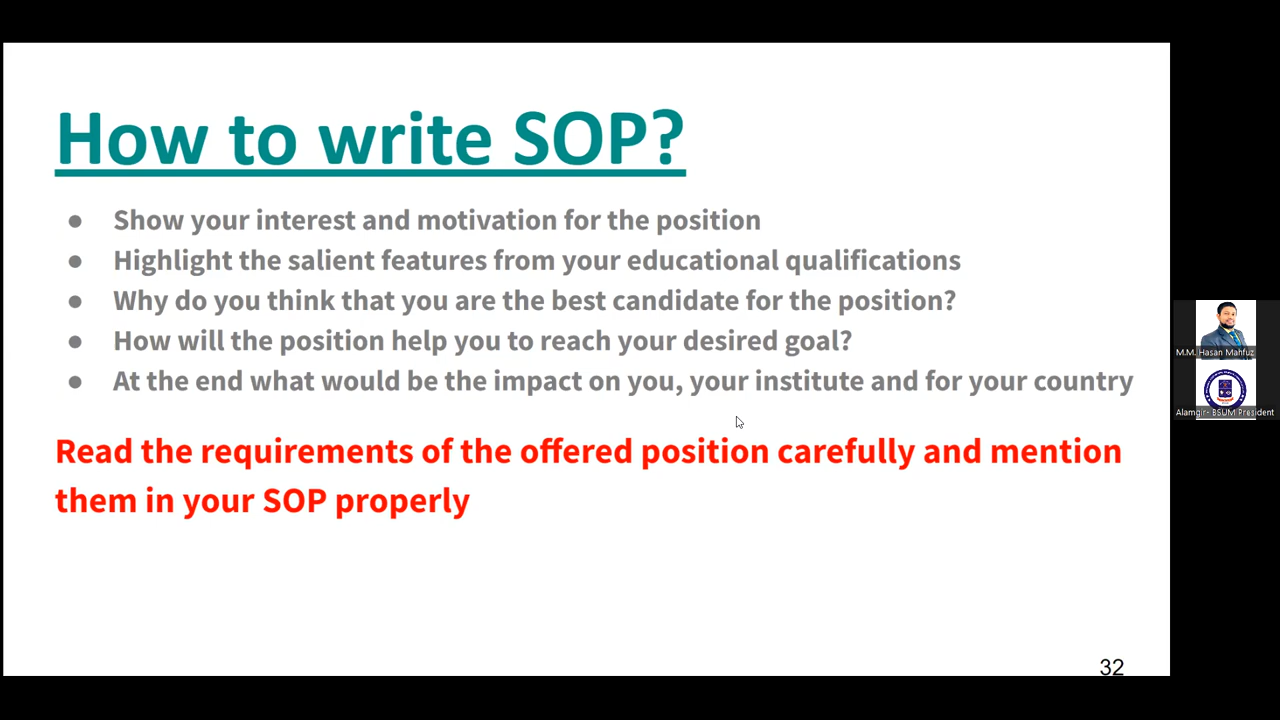 How to write SOP?
● Show your interest and motivation for the position
● Highlight the salient features from your educational qualifications
● Why do you think that you are the best candidate for the position?
● How will the position help you to reach your desired goal?
● At the end what would be the impact on you, your institute and for your country
Read the requirements of the offered position carefully and mention
them in your SOP properly
32
M.M. Hasan Mahfuz
Alamgir- BSUM President